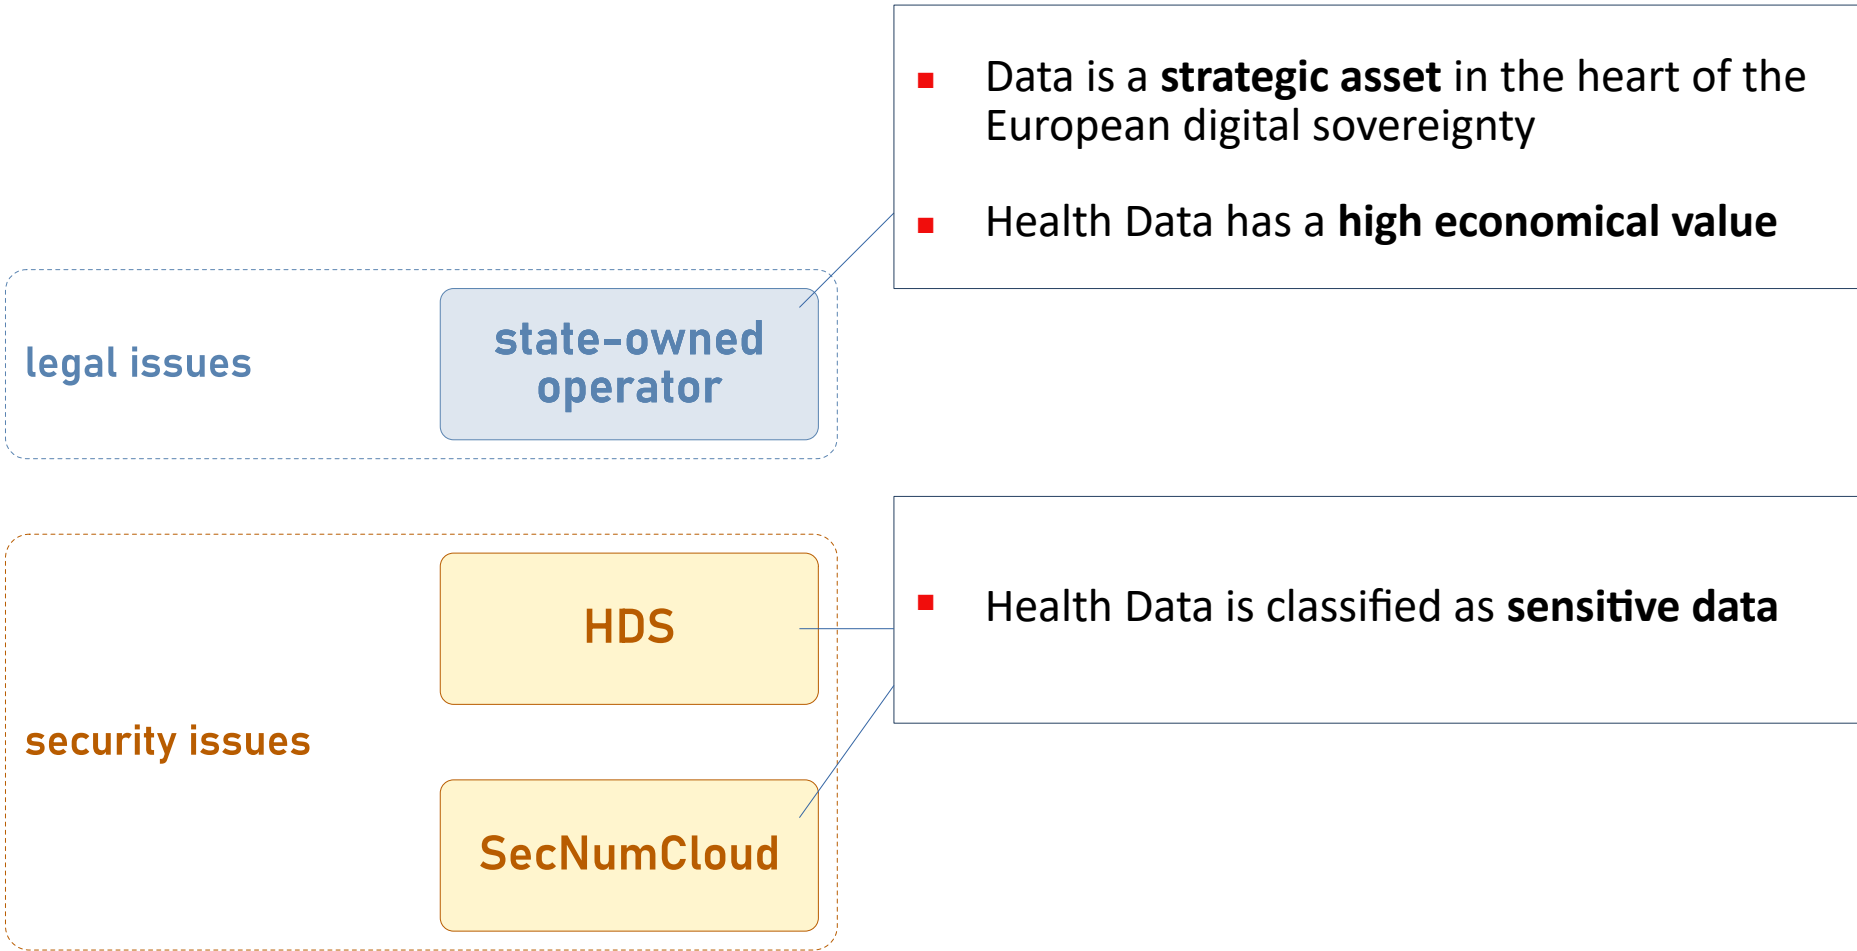 Data is a strategic asset in the heart of the
European digital sovereignty
Health Data has a high economical value
legal issues
state-owned
operator
Health Data is classified as sensitive data
HDS
security issues
SecNumCloud